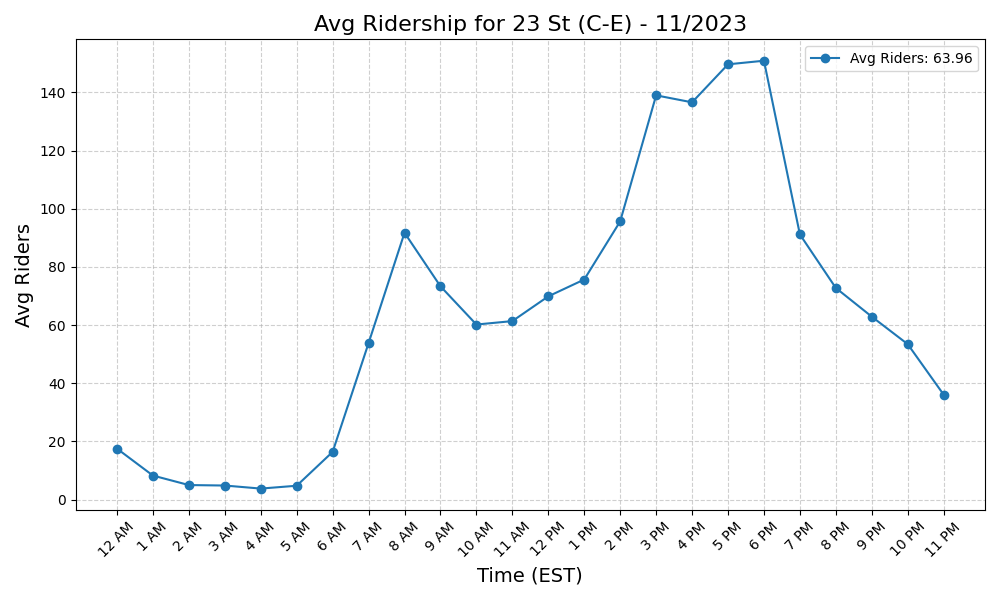 Avg Ridership for 23 St (C-E) - 11/2023
Avg Riders: 63.96
Avg Riders
140
120
100
80
60
40
20
0
12 AM
1 AM
2 AM
3 AM
4 AM
5 AM
6 AM
7 AM
8 AM
9 AM
10 AM
11 AM
12 PM
1 PM
2 PM
3 PM
4 PM
5 PM
6 PM
7 PM
8 PM
9 PM
10 PM
11 PM
Time (EST)